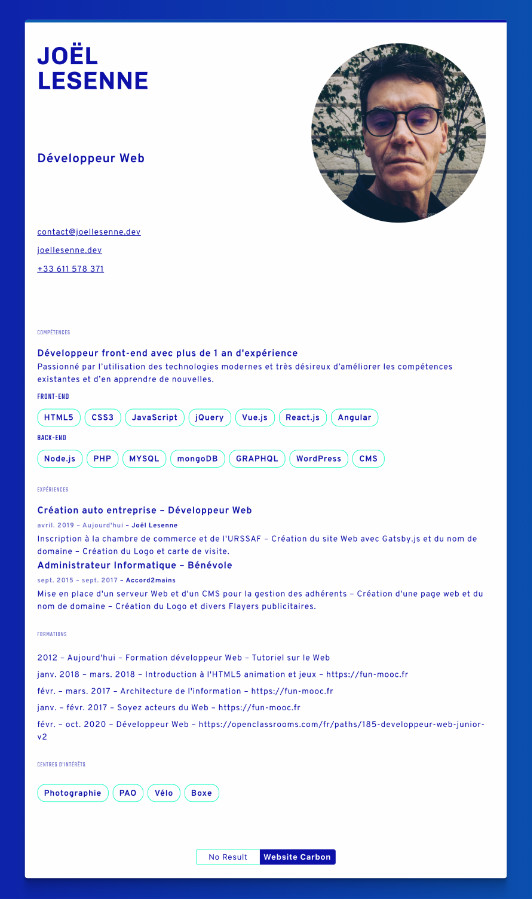 JOËL
LESENNE
Développeur Web
contact@joellesenne.dev
joellesenne.dev
+33 611 578 371
COMPÉTENCES
Développeur front-end avec plus de 1 an d'expérience
Passionné par l'utilisation des technologies modernes et très désireux d'améliorer les compétences
existantes et d'en apprendre de nouvelles.
FRONT-END
HTML5 CSS3 JavaScript jQuery Vue.js React.js Angular
BACK-END
Node.js PHP MYSQL mongoDB GRAPHQL WordPress CMS
EXPÉRIENCES
Création auto entreprise – Développeur Web
avril. 2019 – Aujourd'hui – Joël Lesenne
Inscription à la chambre de commerce et de l'URSSAF – Création du site Web avec Gatsby.js et du nom de
domaine – Création du Logo et carte de visite.
Administrateur Informatique – Bénévole
sept. 2015 – sept. 2017 – Accord2mains
Mise en place d'un serveur Web et d'un CMS pour la gestion des adhérents – Création d'une page web et du
nom de domaine – Création du Logo et divers Flayers publicitaires.
FORMATIONS
2012 – Aujourd'hui – Formation développeur Web – Tutoriel sur le Web
janv. 2018 – mars. 2018 – Introduction à l'HTML5 animation et jeux – https://fun-mooc.fr
févr. – mars. 2017 – Architecture de l'information – https://fun-mooc.fr
janv. – févr. 2017 – Soyez acteurs du Web – https://fun-mooc.fr
févr. – oct. 2020 – Développeur Web – https://openclassrooms.com/fr/paths/185-developpeur-web-junior-
v2
CENTRES D'INTÉRÊTS
Photographie PAO Vélo Boxe
No Result Website Carbon